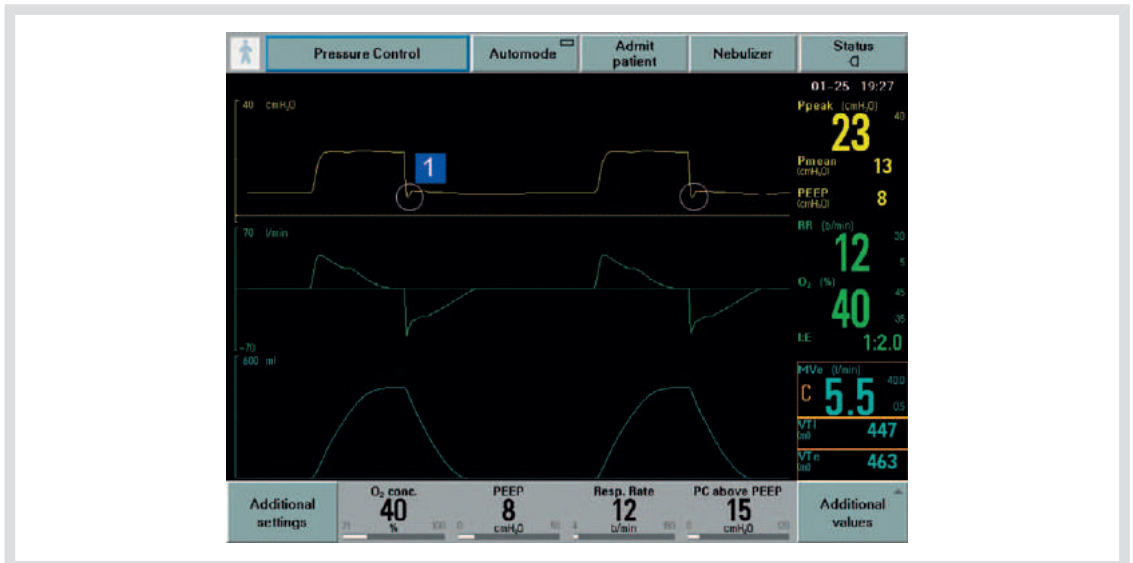 Pressure Control
Automode
Admit
patient
Nebulizer
Status
01-25 19:27
40 cmH₂O
1
70 l/min
-70
600 ml
Ppeak (cmH₂O)
40
23
Pmean
(cmH₂O)
13
PEEP
(cmH₂O)
8
RR (b/min)
30
12
5
O₂ (%)
45
40
35
I:E
1:2.0
MVe (l/min)
40.0
C 5.5
0.5
VTi
(ml)
447
VTe
(ml)
463
Additional
settings
O₂ conc.
40
21 % 100
PEEP
8
0 cmH₂O 50
Resp. Rate
12
4 b/min
PC above PEEP
15
0 cmH₂O 120
Additional
values